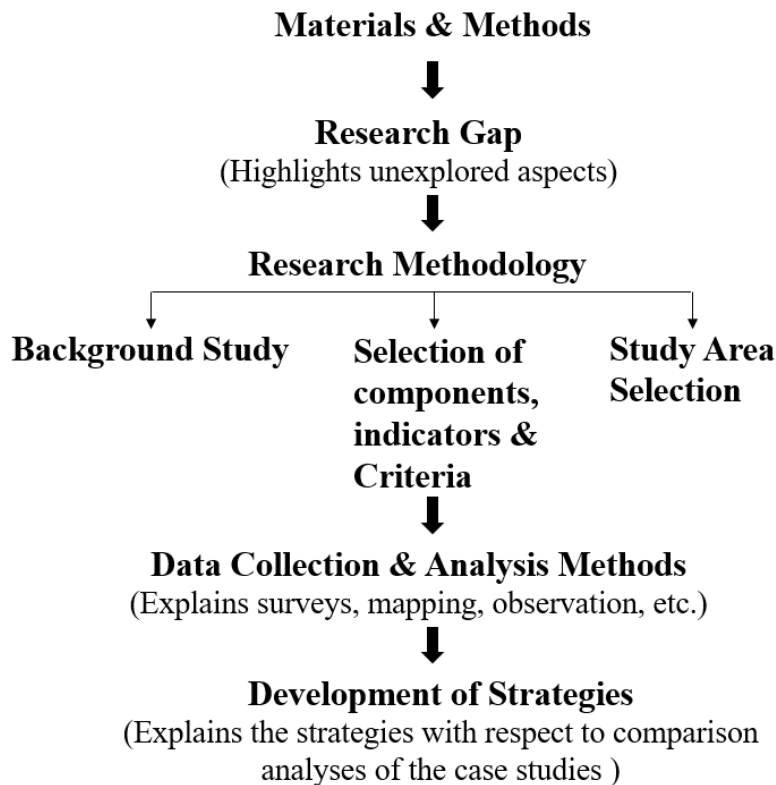 Materials & Methods
Research Gap
(Highlights unexplored aspects)
Research Methodology
Background Study
Selection of
components,
indicators &
Criteria
Study Area
Selection
Data Collection & Analysis Methods
(Explains surveys, mapping, observation, etc.)
Development of Strategies
(Explains the strategies with respect to comparison
analyses of the case studies )